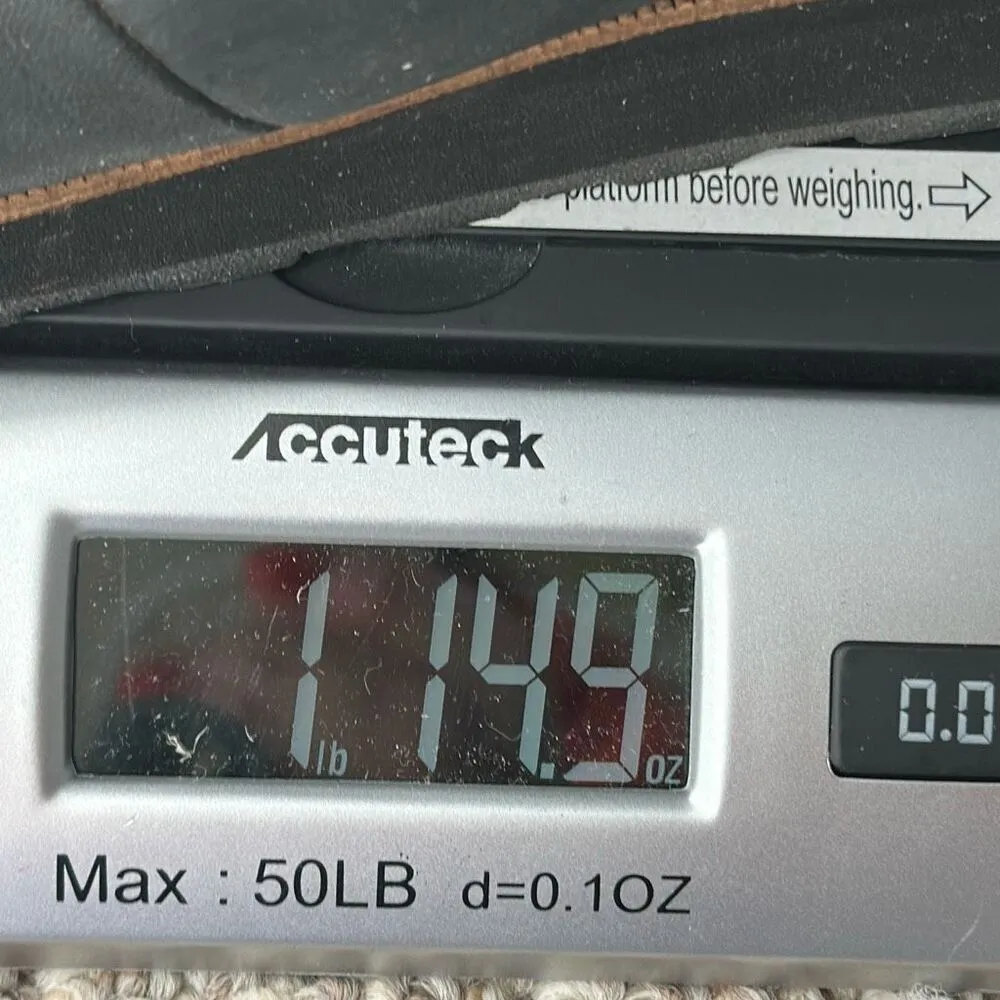 platform before weighing.
Accuteck
1 lb 14.9 oz
0.0
Max : 50LB d=0.1OZ